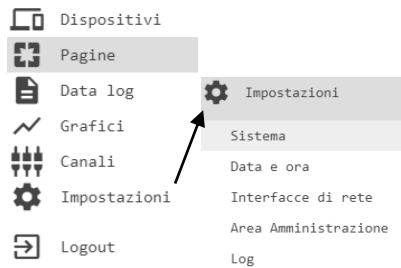 Dispositivi
Pagine
Data log
Grafici
Canali
Impostazioni
Logout
Impostazioni
Sistema
Data e ora
Interfacce di rete
Area Amministrazione
Log